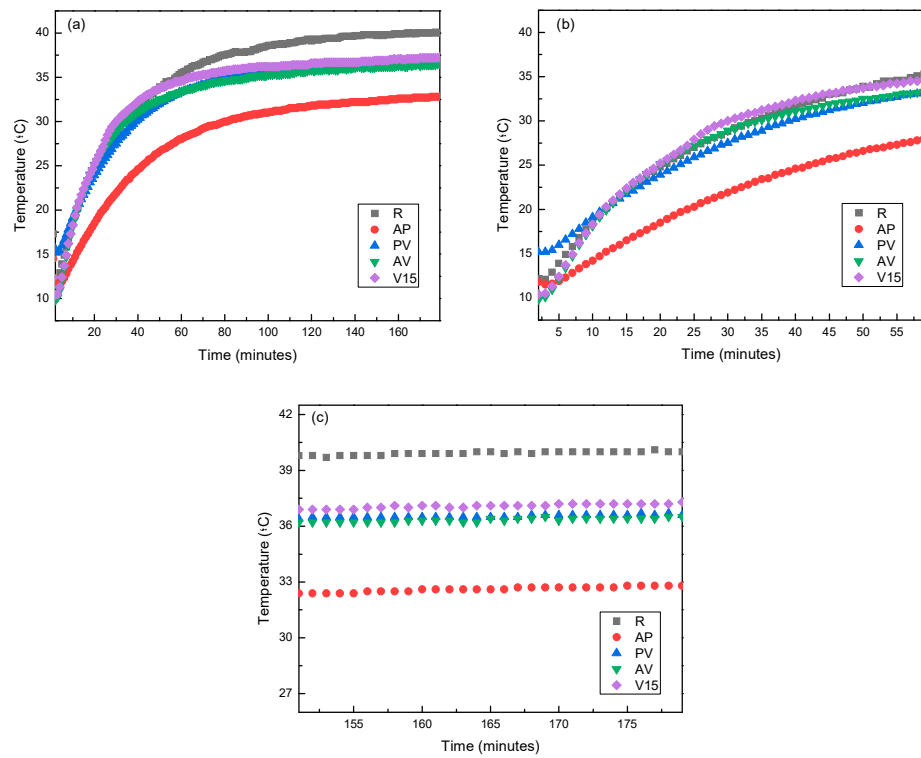 (a)
40
35
30
25
20
15
10
Temperature (°C)
R
AP
PV
AV
V15
20 40 60 80 100 120 140 160
Time (minutes)
(b)
40
35
30
25
20
15
10
Temperature (°C)
R
AP
PV
AV
V15
5 10 15 20 25 30 35 40 45 50 55
Time (minutes)
(c)
42
39
36
33
30
27
Temperature (°C)
R
AP
PV
AV
V15
155 160 165 170 175
Time (minutes)